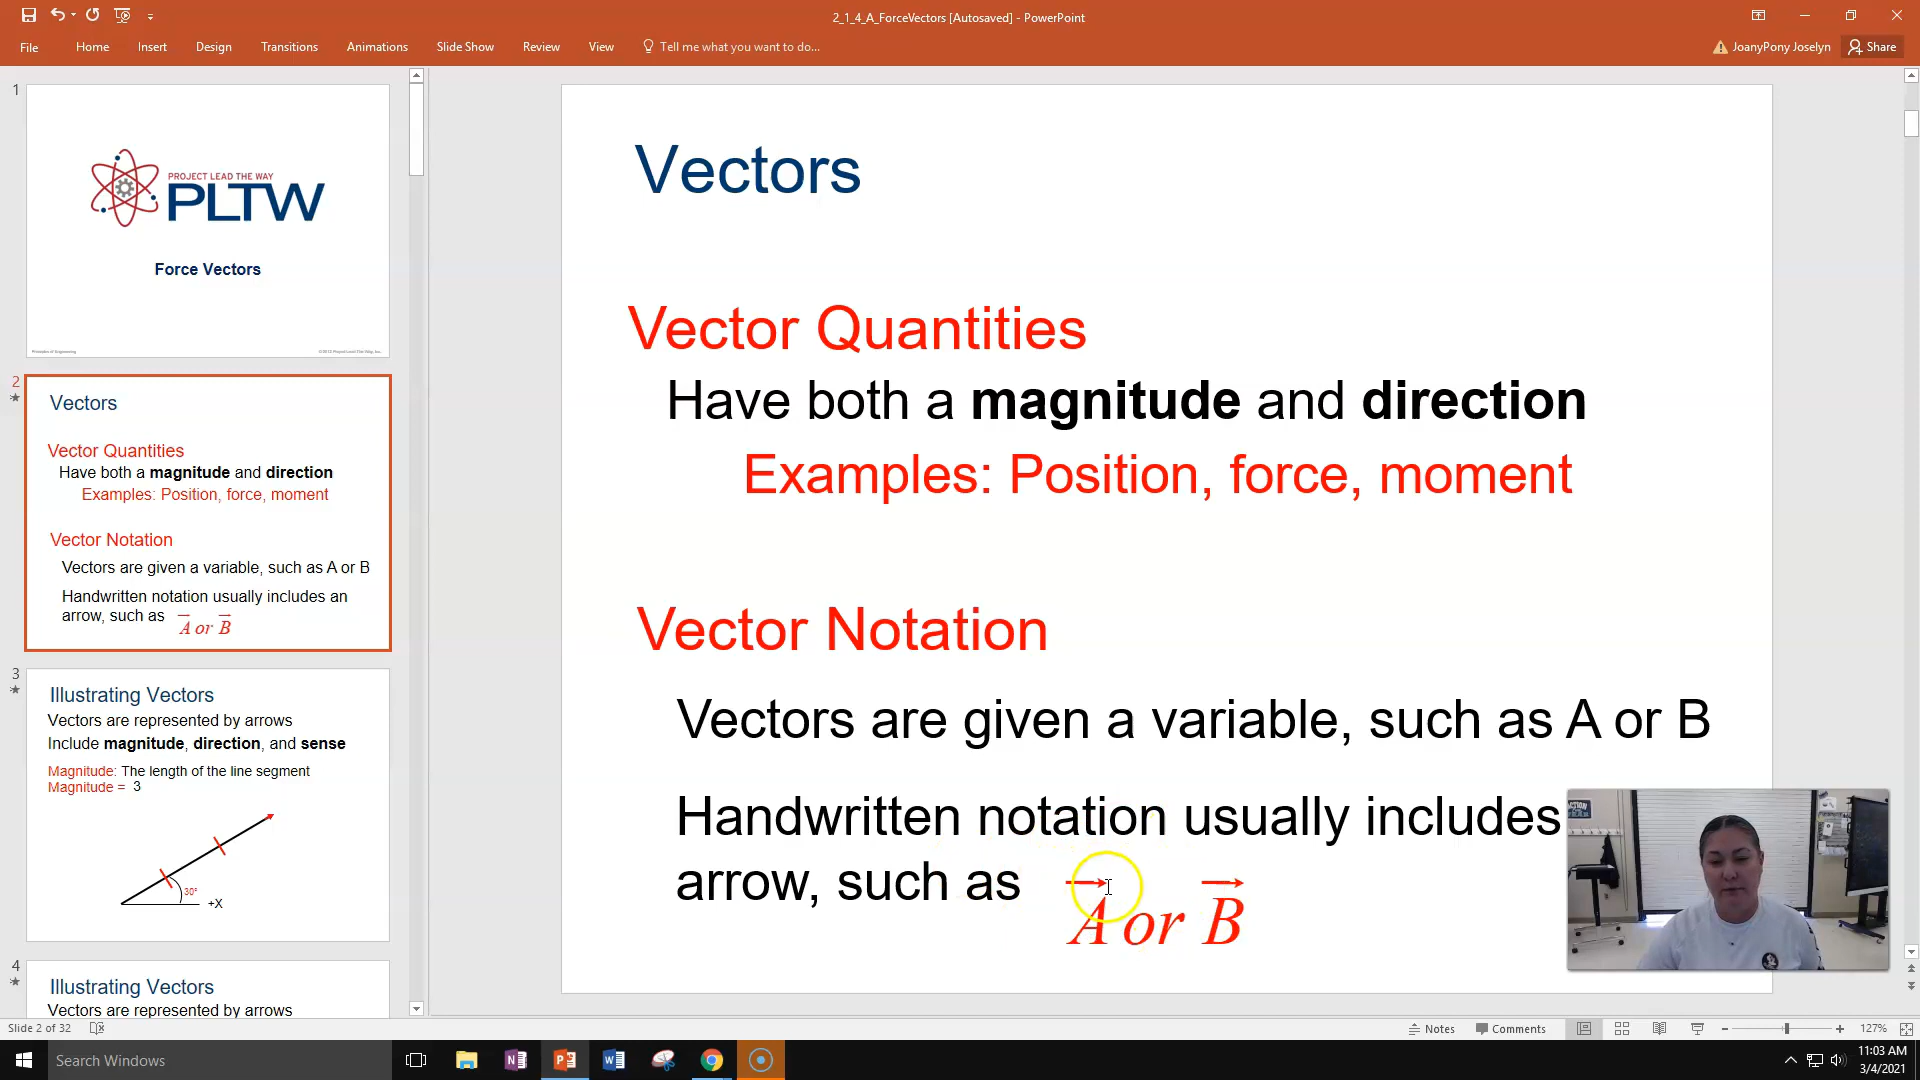 2_1_4_A_ForceVectors [Autosaved] - PowerPoint
File Home Insert Design Transitions Animations Slide Show Review View Tell me what you want to do...
JoanyPony Joselyn Share
1
PROJECT LEAD THE WAY
PLTW
Force Vectors
Principles of Engineering
2
Vectors
Vector Quantities
Have both a magnitude and direction
Examples: Position, force, moment
Vector Notation
Vectors are given a variable, such as A or B
Handwritten notation usually includes an
arrow, such as
A or B
3
Illustrating Vectors
Vectors are represented by arrows
Include magnitude, direction, and sense
Magnitude: The length of the line segment
Magnitude = 3
30°
+X
4
Illustrating Vectors
Vectors are represented by arrows
Vectors
Vector Quantities
Have both a magnitude and direction
Examples: Position, force, moment
Vector Notation
Vectors are given a variable, such as A or B
Handwritten notation usually includes
arrow, such as
A or B
Slide 2 of 32
Notes Comments 127%
Search Windows
11:03 AM
3/4/2021